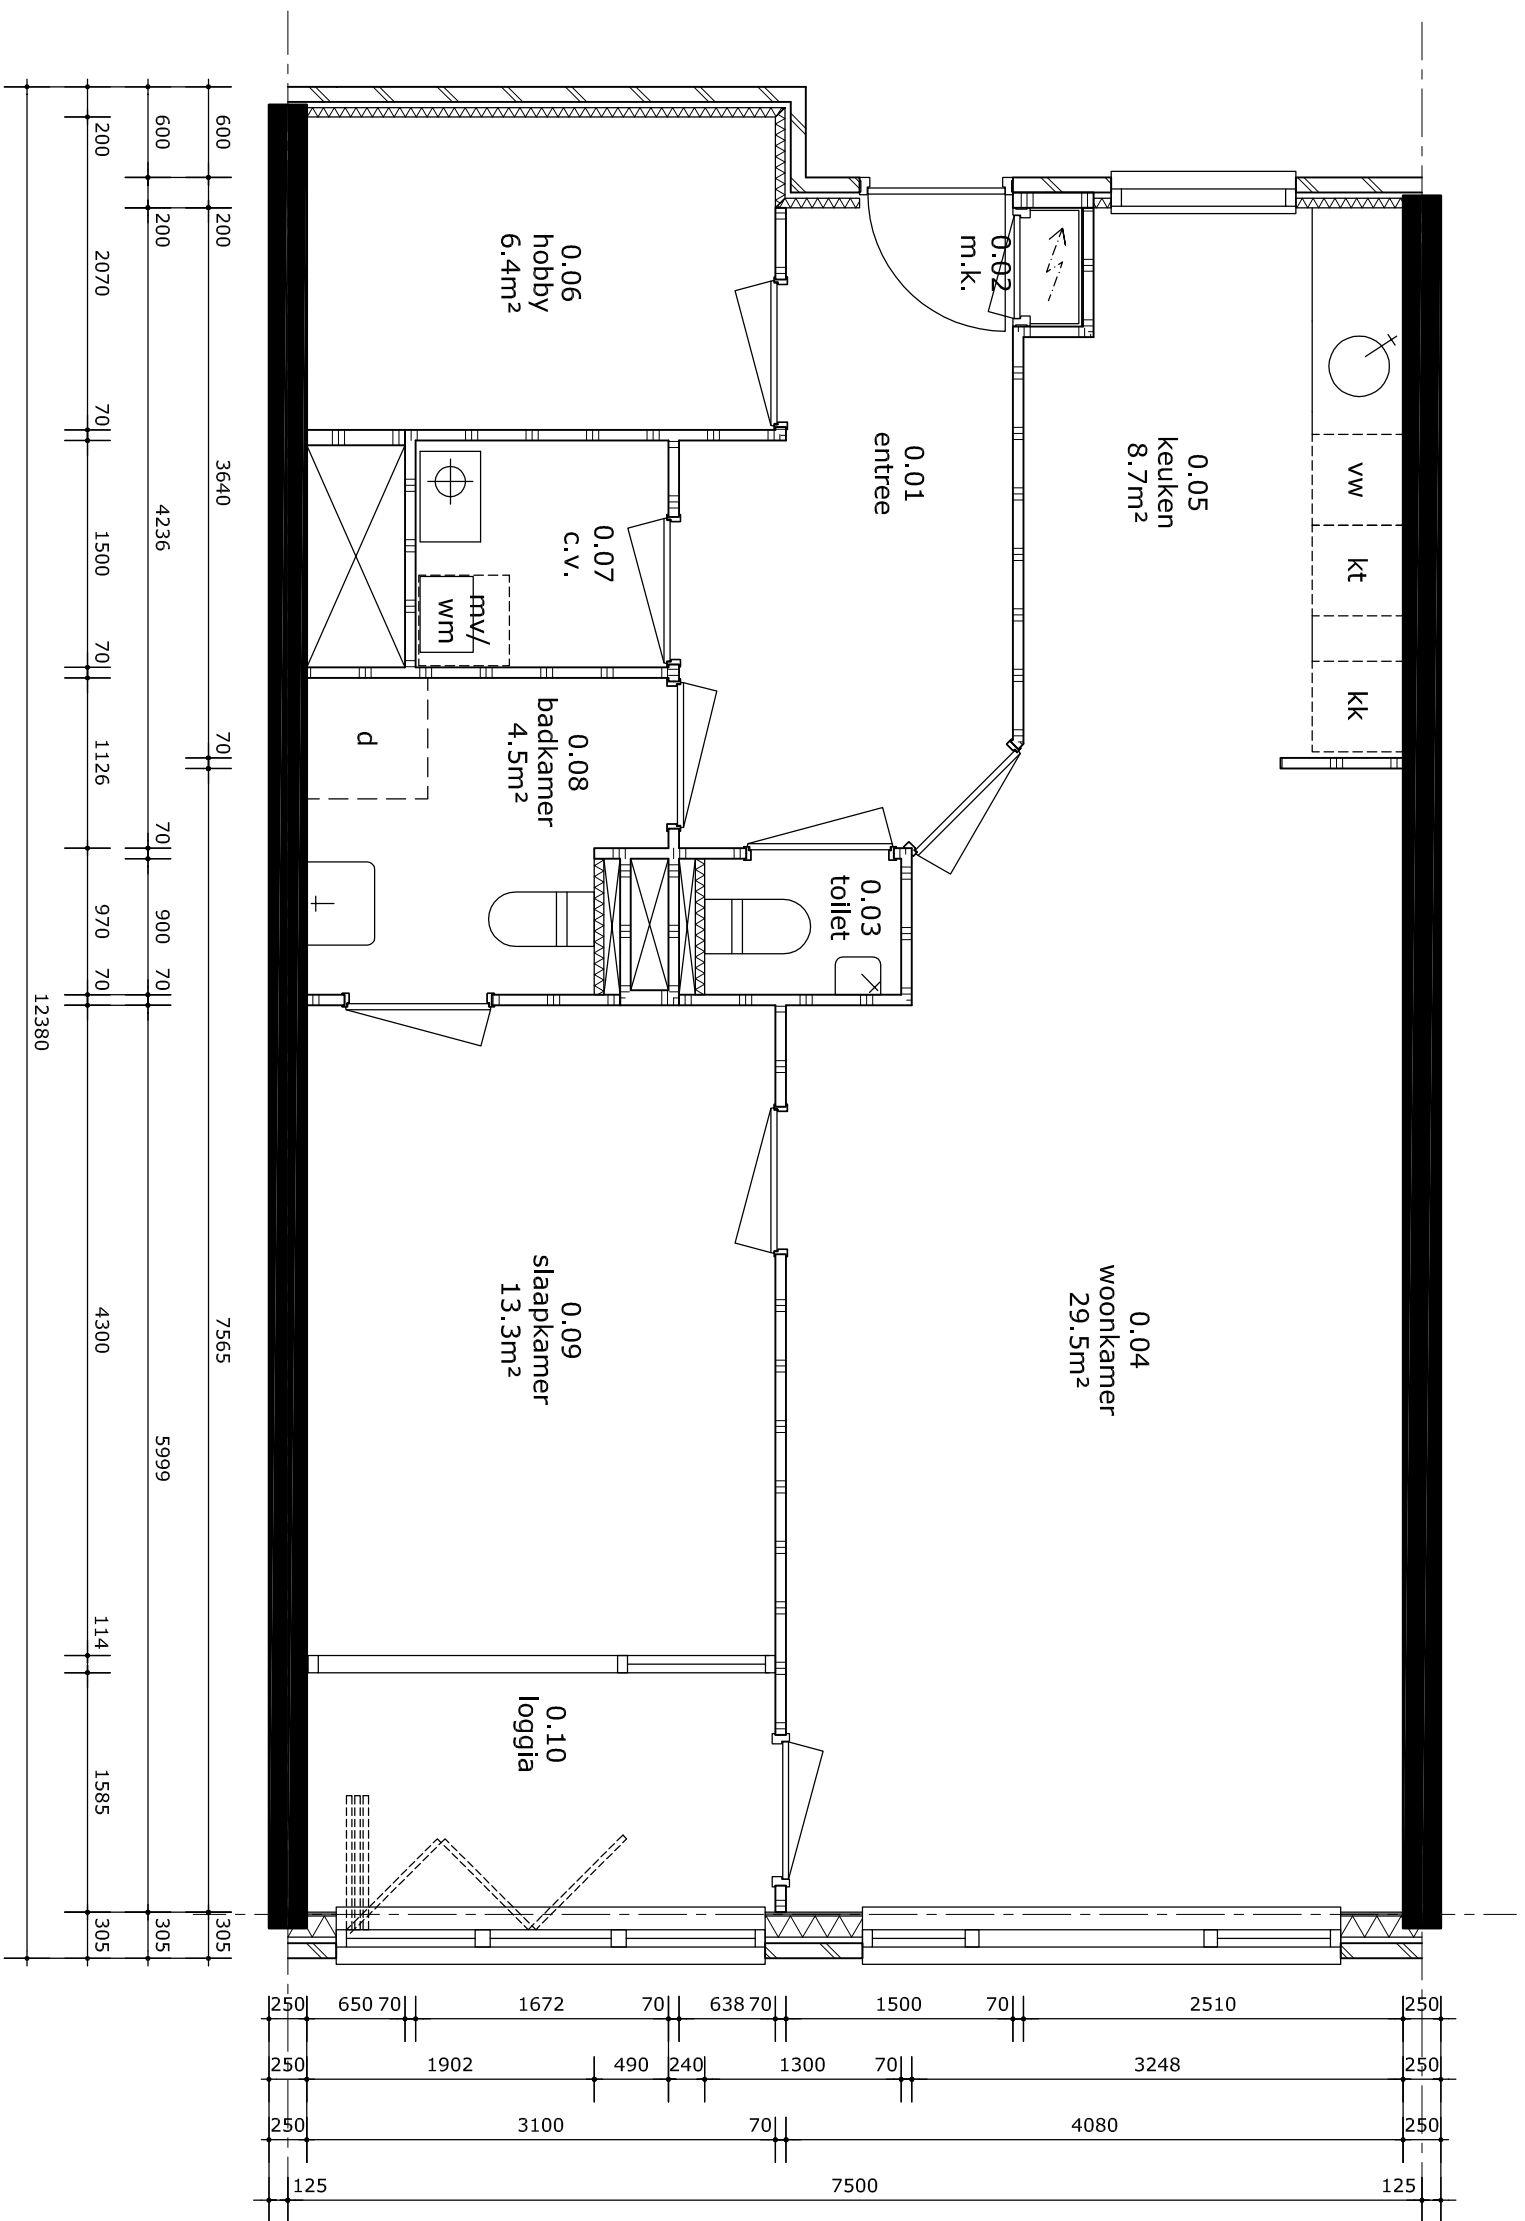 0.06
hobby
6.4m²
0.02
m.k.
0.01
entree
0.05
keuken
8.7m²
vw
kt
kk
0.07
c.v.
mv/
wm
0.08
badkamer
4.5m²
d
0.03
toilet
0.09
slaapkamer
13.3m²
0.04
woonkamer
29.5m²
0.10
loggia
600 200 3640 70 7565 305
600 200 4236 70 900 70 5999 305
200 2070 70 1500 70 1126 970 70 4300 114 1585 305
12380
250 650 70 1672 70 638 70 1500 70 2510 250
250 1902 490 240 1300 70 3248 250
250 3100 70 4080 250
125 7500 125